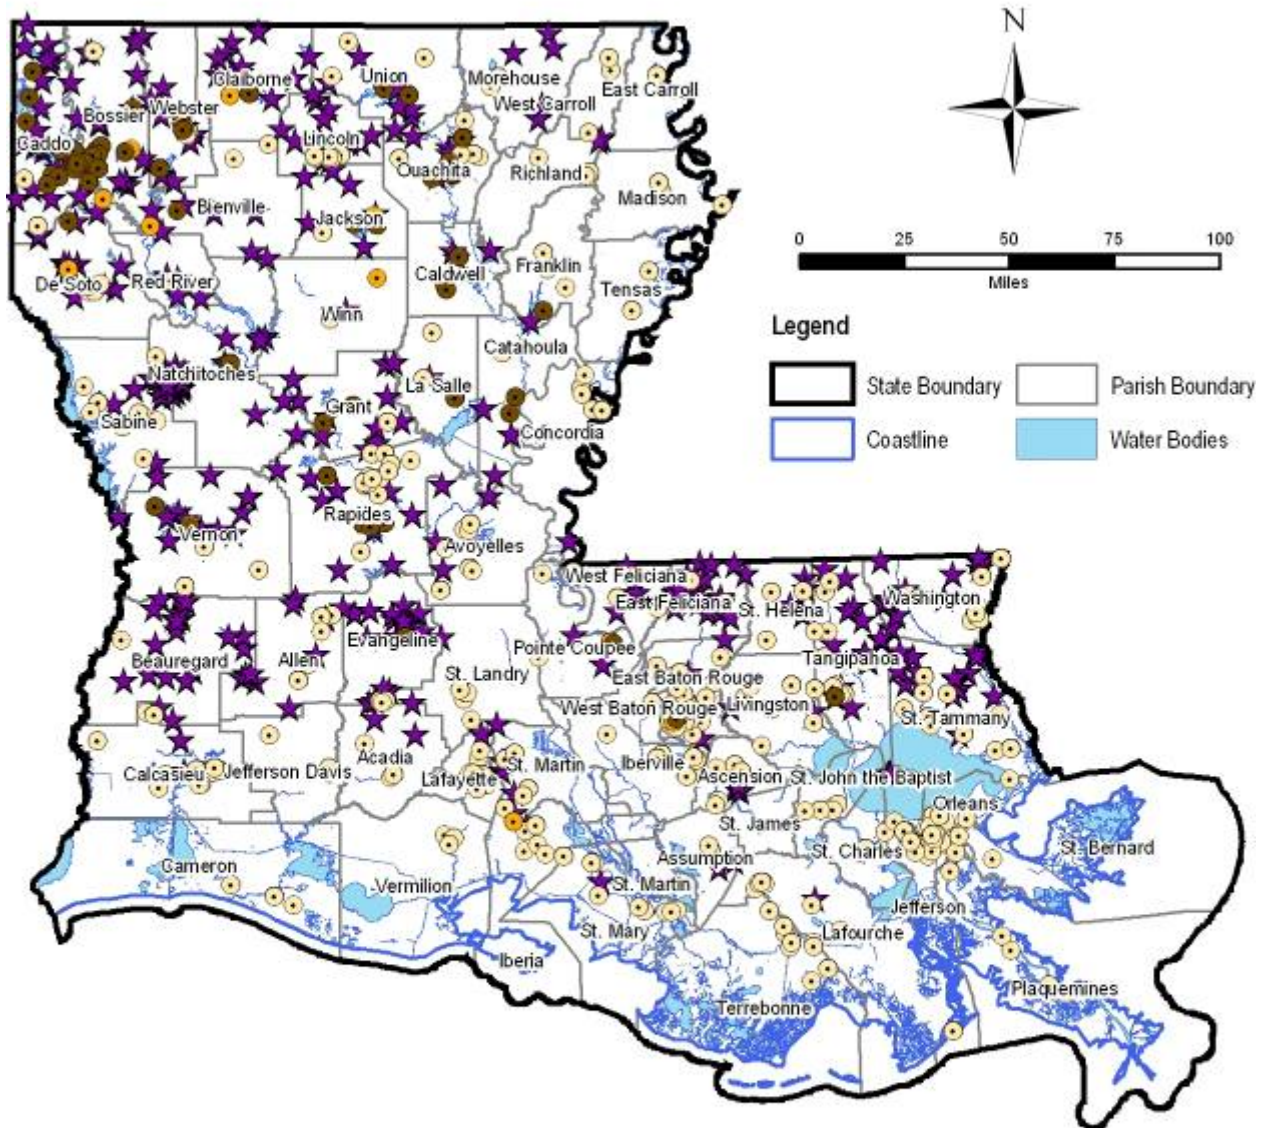 N
Morehouse
Union
Claiborne
East Carroll
West Carroll
Webster
Bossier
Caddo
Lincoln
Ouachita
Richland
Madison
Bienville
Jackson
0 25 50 75 100
Miles
Franklin
Caldwell
De Soto
Red River
Tensas
Winn
Legend
Catahoula
Natchitoches
La Salle
State Boundary
Parish Boundary
Grant
Sabine
Concordia
Coastline
Water Bodies
Rapides
Vernon
Avoyelles
West Feliciana
East Feliciana
St. Helena
Washington
Evangeline
Pointe Coupee
Beauregard
Allen
Tangipahoa
St. Landry
East Baton Rouge
West Baton Rouge
Livingston
St. Tammany
Acadia
Calcasieu
Jefferson Davis
Lafayette
St. Martin
Iberville
Ascension
St. John the Baptist
Orleans
St. James
St. Charles
St. Bernard
Assumption
Cameron
Vermilion
St. Martin
Jefferson
St. Mary
Lafourche
Iberia
Plaquemines
Terrebonne